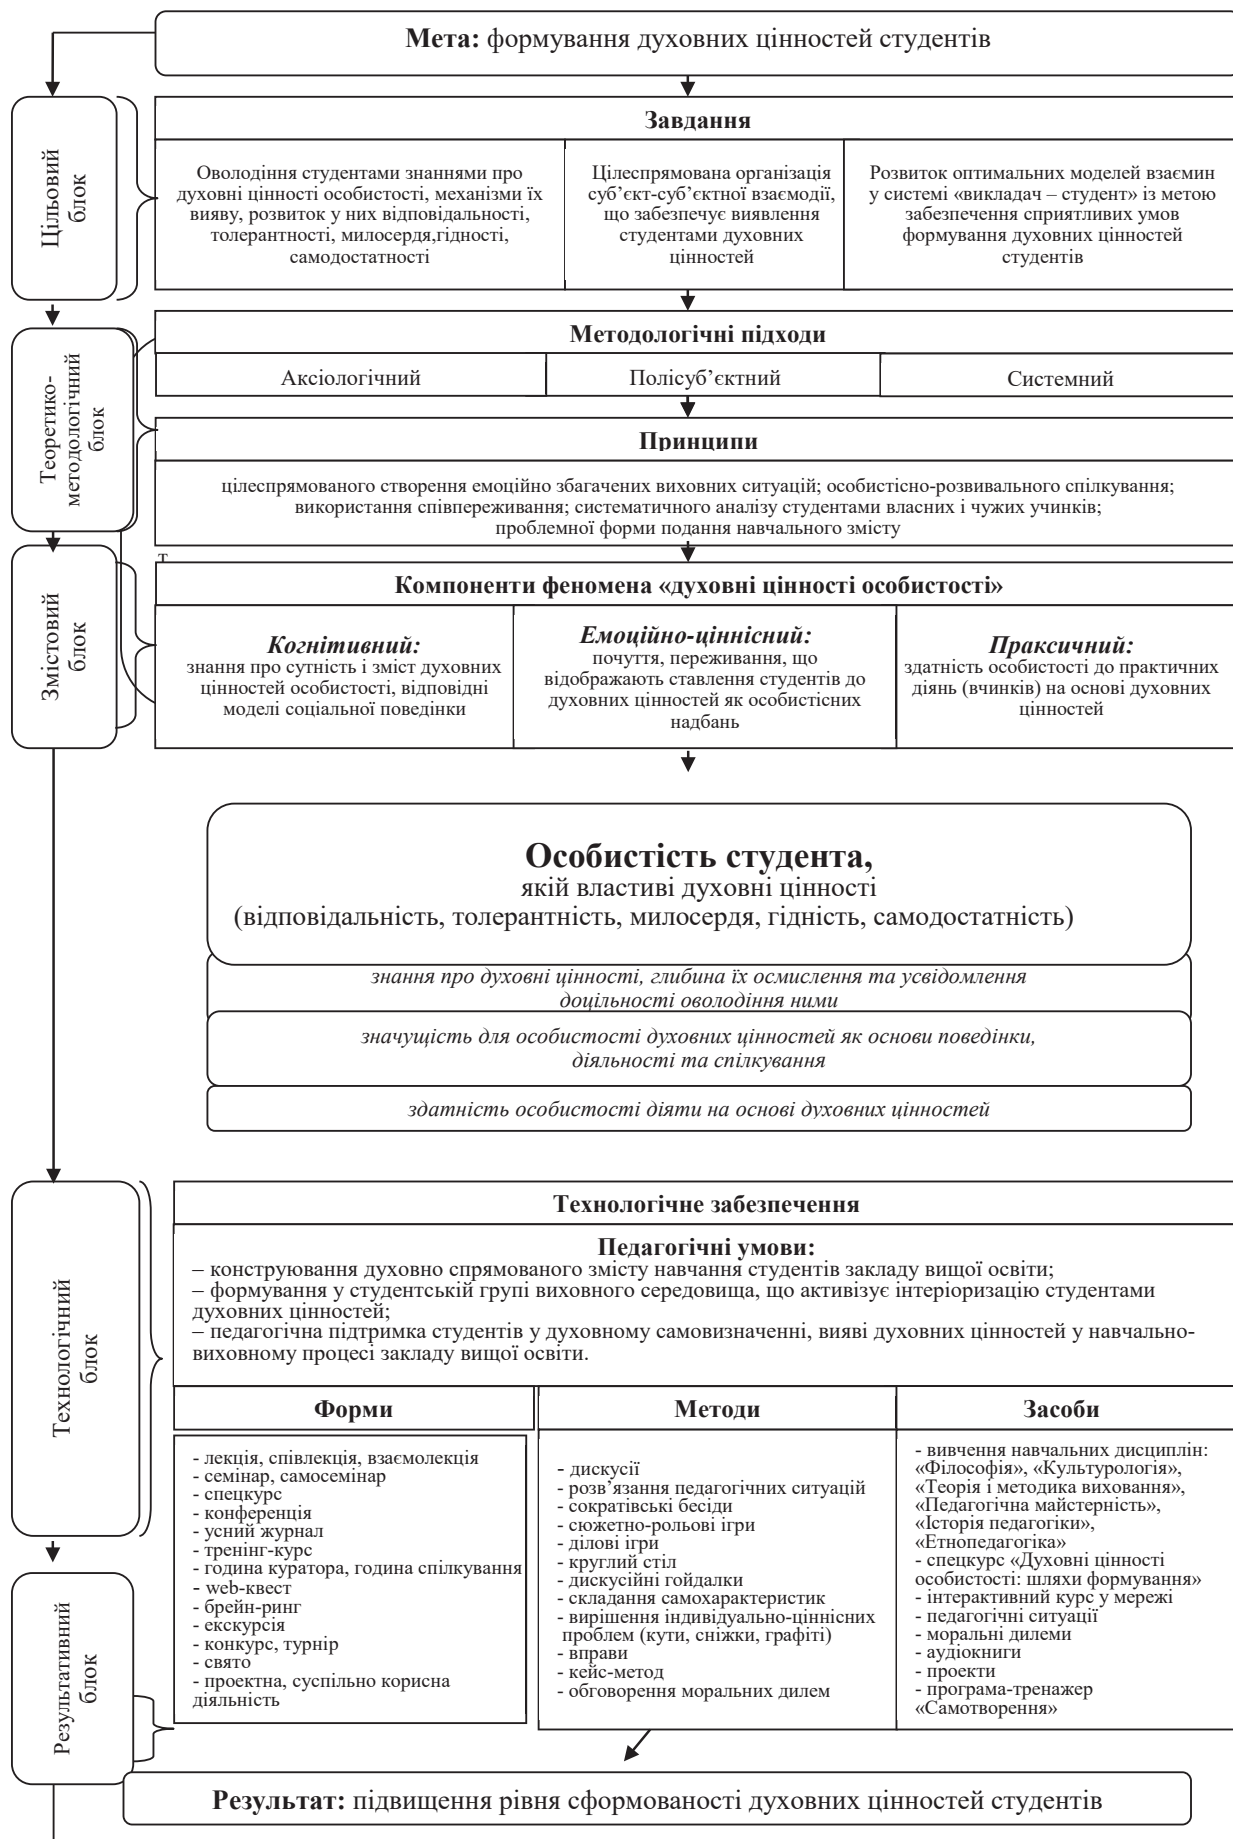 Мета: формування духовних цінностей студентів
Цільовий
блок
Завдання
Оволодіння студентами знаннями про
духовні цінності особистості, механізми їх
вияву, розвиток у них відповідальності,
толерантності, милосердя,гідності,
самодостатності
Цілеспрямована організація
суб’єкт-суб’єктної взаємодії,
що забезпечує виявлення
студентами духовних
цінностей
Розвиток оптимальних моделей взаємин
у системі «викладач – студент» із метою
забезпечення сприятливих умов
формування духовних цінностей
студентів
Теоретико-
методологічний
блок
Методологічні підходи
Аксіологічний
Полісуб’єктний
Системний
Принципи
цілеспрямованого створення емоційно збагачених виховних ситуацій; особистісно-розвивального спілкування;
використання співпереживання; систематичного аналізу студентами власних і чужих учинків;
проблемної форми подання навчального змісту
т
Змістовий
блок
Компоненти феномена «духовні цінності особистості»
Когнітивний:
знання про сутність і зміст духовних
цінностей особистості, відповідні
моделі соціальної поведінки
Емоційно-ціннісний:
почуття, переживання, що
відображають ставлення студентів до
духовних цінностей як особистісних
надбань
Праксичний:
здатність особистості до практичних
діянь (вчинків) на основі духовних
цінностей
Особистість студента,
якій властиві духовні цінності
(відповідальність, толерантність, милосердя, гідність, самодостатність)
знання про духовні цінності, глибина їх осмислення та усвідомлення
доцільності оволодіння ними
значущість для особистості духовних цінностей як основи поведінки,
діяльності та спілкування
здатність особистості діяти на основі духовних цінностей
Технологічний
блок
Технологічне забезпечення
Педагогічні умови:
– конструювання духовно спрямованого змісту навчання студентів закладу вищої освіти;
– формування у студентській групі виховного середовища, що активізує інтеріоризацію студентами
духовних цінностей;
– педагогічна підтримка студентів у духовному самовизначенні, вияві духовних цінностей у навчально-
виховному процесі закладу вищої освіти.
Форми
- лекція, співлекція, взаємолекція
- семінар, самосемінар
- спецкурс
- конференція
- усний журнал
- тренінг-курс
- година куратора, година спілкування
- web-квест
- брейн-ринг
- екскурсія
- конкурс, турнір
- свято
- проектна, суспільно корисна
діяльність
Методи
- дискусії
- розв’язання педагогічних ситуацій
- сократівські бесіди
- сюжетно-рольові ігри
- ділові ігри
- круглий стіл
- дискусійні гойдалки
- складання самохарактеристик
- вирішення індивідуально-ціннісних
проблем (кути, сніжки, графіті)
- вправи
- кейс-метод
- обговорення моральних дилем
Засоби
- вивчення навчальних дисциплін:
«Філософія», «Культурологія»,
«Теорія і методика виховання»,
«Педагогічна майстерність»,
«Історія педагогіки»,
«Етнопедагогіка»
- спецкурс «Духовні цінності
особистості: шляхи формування»
- інтерактивний курс у мережі
- педагогічні ситуації
- моральні дилеми
- аудіокниги
- проекти
- програма-тренажер
«Самотворення»
Результативний
блок
Результат: підвищення рівня сформованості духовних цінностей студентів